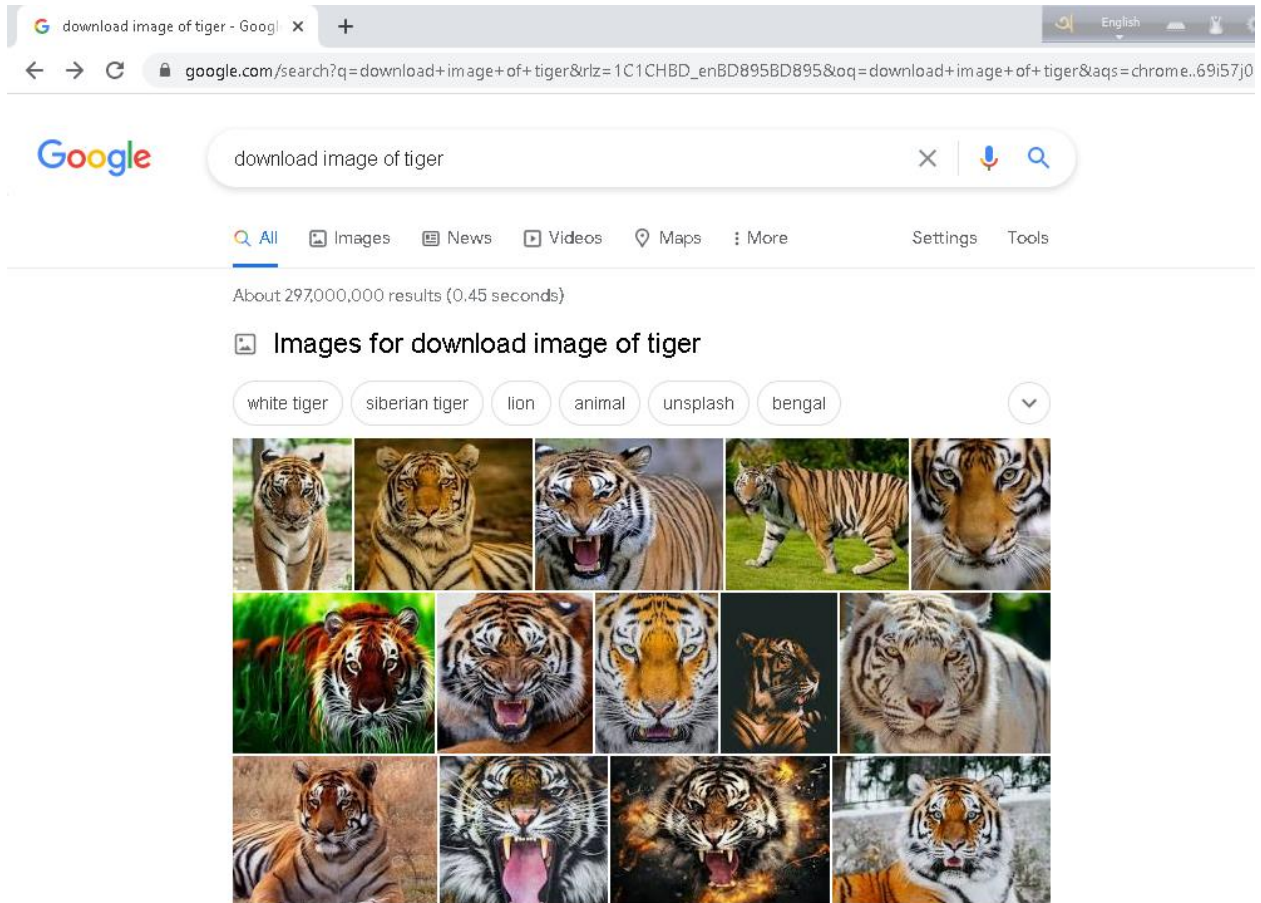 download image of tiger - Googl
অ English
google.com/search?q=download+image+of+tiger&rlz=1C1CHBD_enBD895BD895&oq=download+image+of+tiger&aqs=chrome..69i57j0
Google
download image of tiger
All Images News Videos Maps More Settings Tools
About 297,000,000 results (0.45 seconds)
Images for download image of tiger
white tiger siberian tiger lion animal unsplash bengal